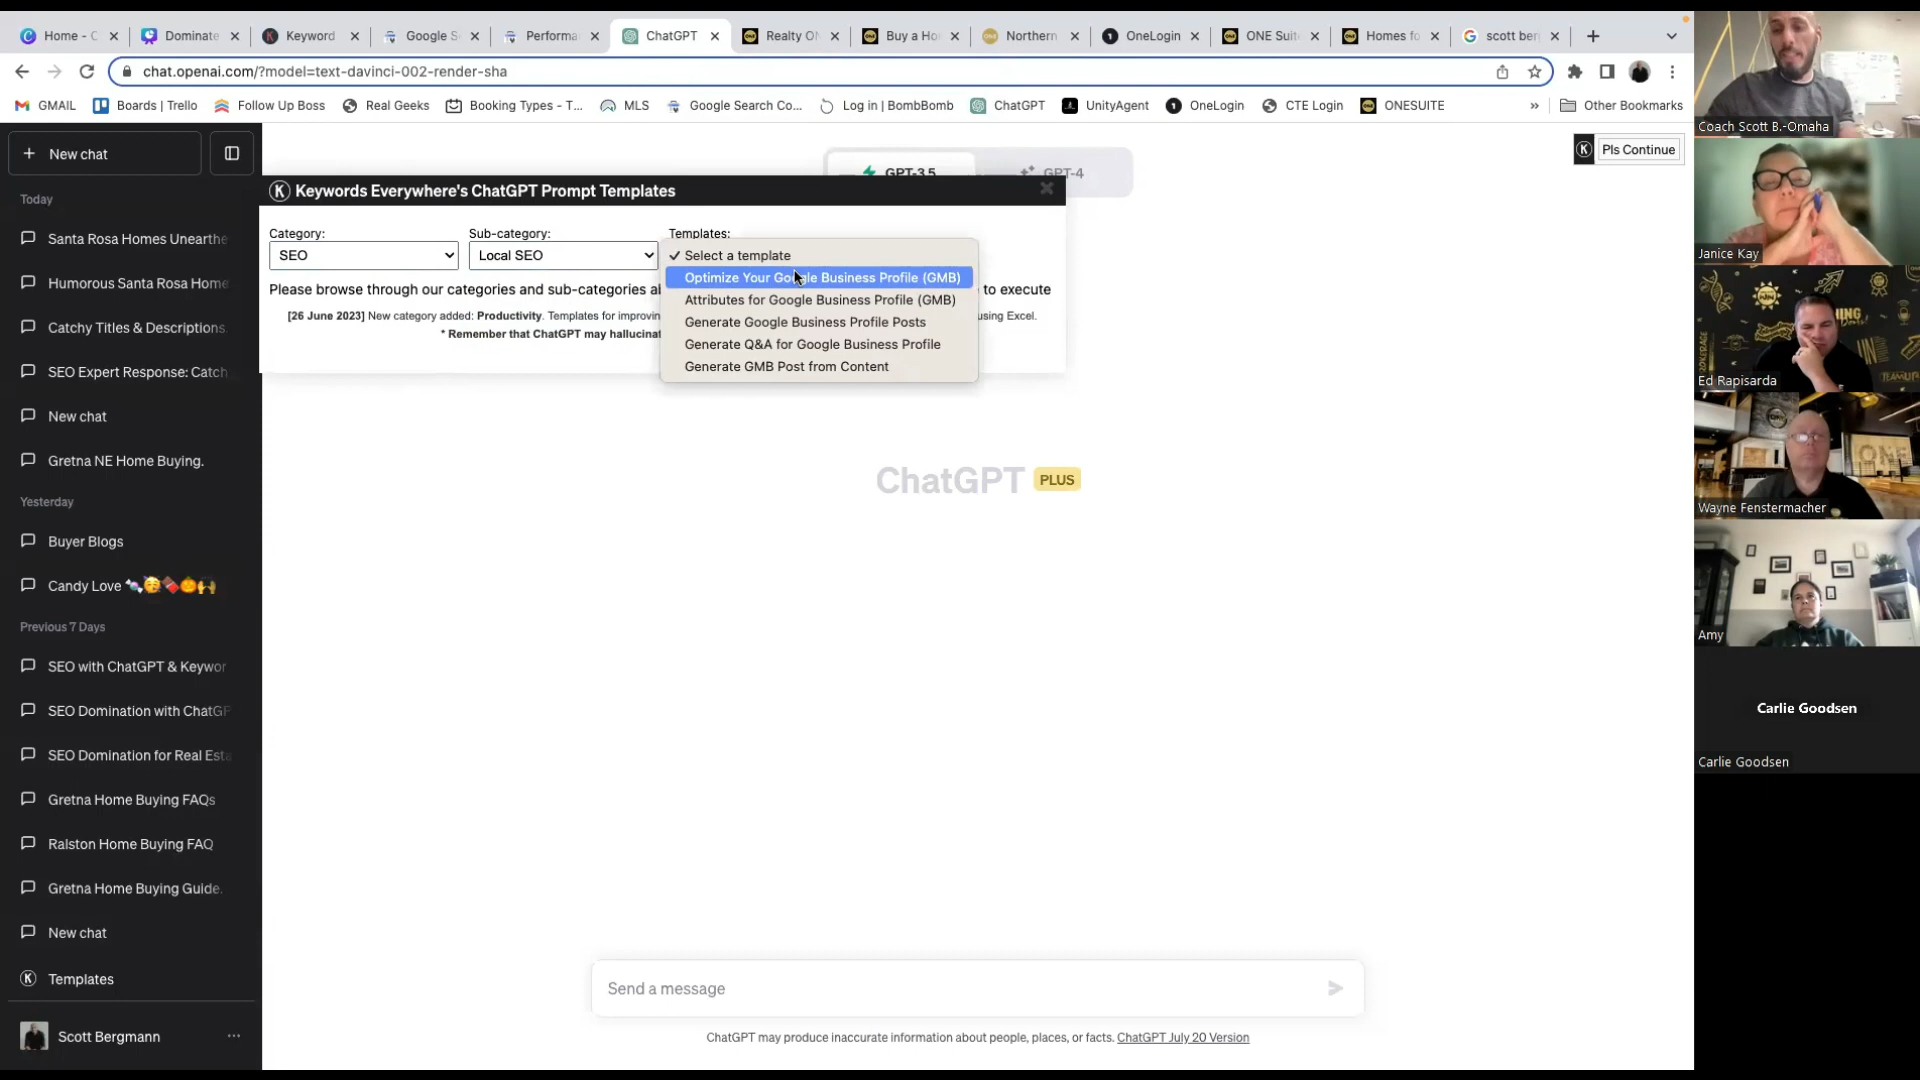 Home - C
Dominate
Keyword
Google S
Performa
ChatGPT
Realty ON
Buy a Ho
Northern
OneLogin
ONE Suit
Homes fo
scott ber
chat.openai.com/?model=text-davinci-002-render-sha
GMAIL
Boards | Trello
Follow Up Boss
Real Geeks
Booking Types - T...
MLS
Google Search Co...
Log in | BombBomb
ChatGPT
UnityAgent
OneLogin
CTE Login
ONESUITE
»
Other Bookmarks
New chat
Today
Santa Rosa Homes Unearthe
Humorous Santa Rosa Home
Catchy Titles & Descriptions.
SEO Expert Response: Catch
New chat
Gretna NE Home Buying.
Yesterday
Buyer Blogs
Candy Love 🍬🥳🍫🎃🙌
Previous 7 Days
SEO with ChatGPT & Keywor
SEO Domination with ChatGP
SEO Domination for Real Esta
Gretna Home Buying FAQs
Ralston Home Buying FAQ
Gretna Home Buying Guide.
New chat
Templates
Scott Bergmann
GPT-3.5
GPT-4
Pls Continue
Keywords Everywhere's ChatGPT Prompt Templates
Category:
Sub-category:
Templates:
SEO
Local SEO
✓ Select a template
Optimize Your Google Business Profile (GMB)
Attributes for Google Business Profile (GMB)
Generate Google Business Profile Posts
Generate Q&A for Google Business Profile
Generate GMB Post from Content
Please browse through our categories and sub-categories a
to execute
[26 June 2023] New category added: Productivity. Templates for improvin
using Excel.
* Remember that ChatGPT may hallucinat
ChatGPT PLUS
Send a message
ChatGPT may produce inaccurate information about people, places, or facts. ChatGPT July 20 Version
Coach Scott B.-Omaha
Janice Kay
Ed Rapisarda
Wayne Fenstermacher
Amy
Carlie Goodsen
Carlie Goodsen